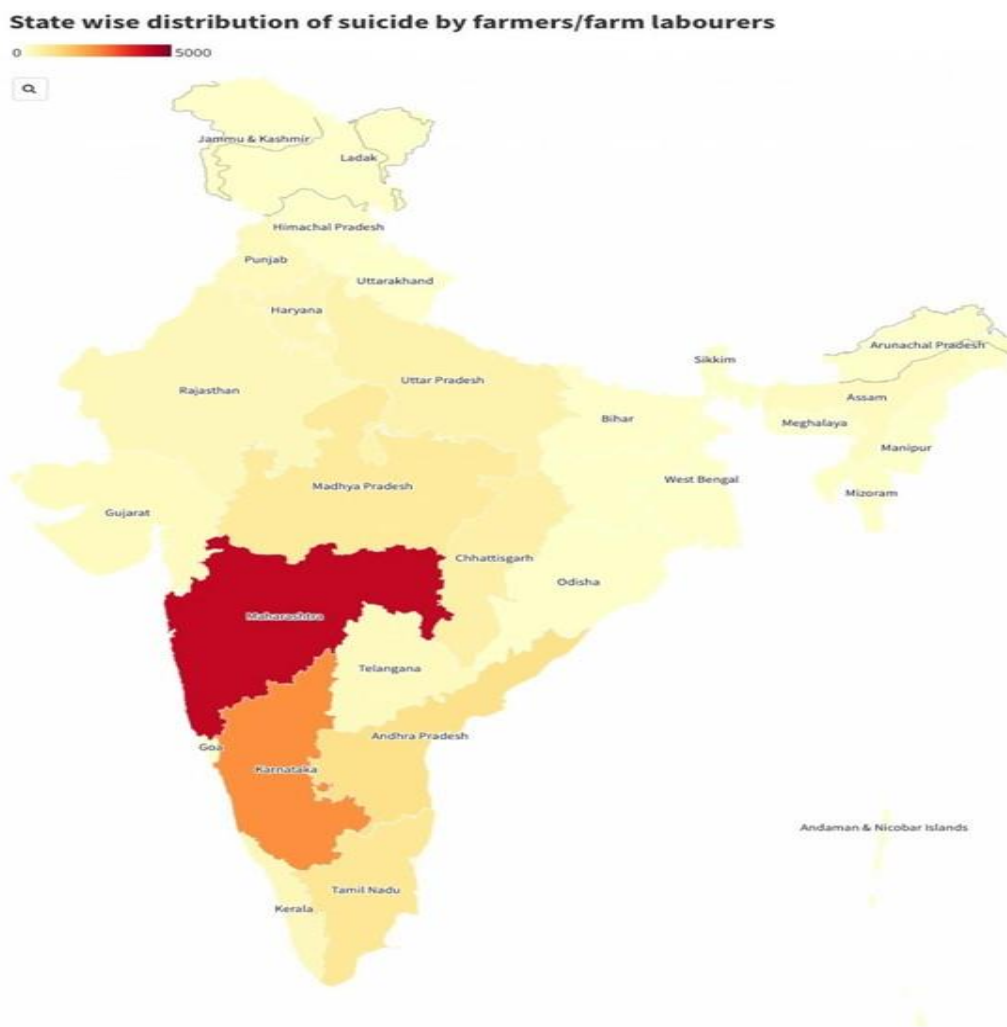 State wise distribution of suicide by farmers/farm labourers
0 5000
Jammu & Kashmir
Ladak
Himachal Pradesh
Punjab
Uttarakhand
Haryana
Arunachal Pradesh
Sikkim
Uttar Pradesh
Rajasthan
Assam
Bihar
Meghalaya
Manipur
West Bengal
Madhya Pradesh
Mizoram
Gujarat
Chhattisgarh
Odisha
Maharashtra
Telangana
Andhra Pradesh
Goa
Karnataka
Andaman & Nicobar Islands
Tamil Nadu
Kerala